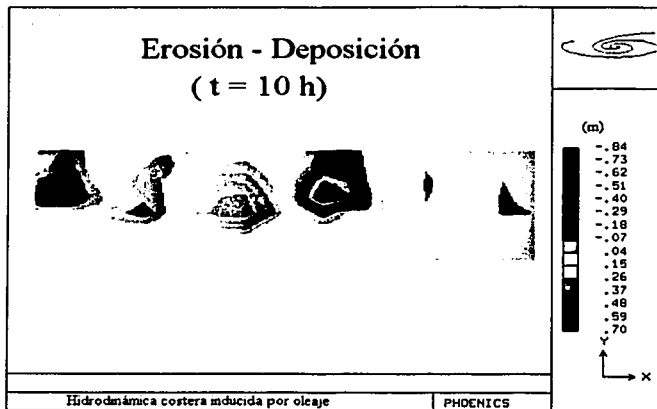 Erosión - Deposición
( t = 10 h)
(m)
-.84
-.73
-.62
-.51
-.40
-.29
-.18
-.07
.04
.15
.26
.37
.48
.59
.70
Y
X
Hidrodinámica costera inducida por oleaje
PHOENICS